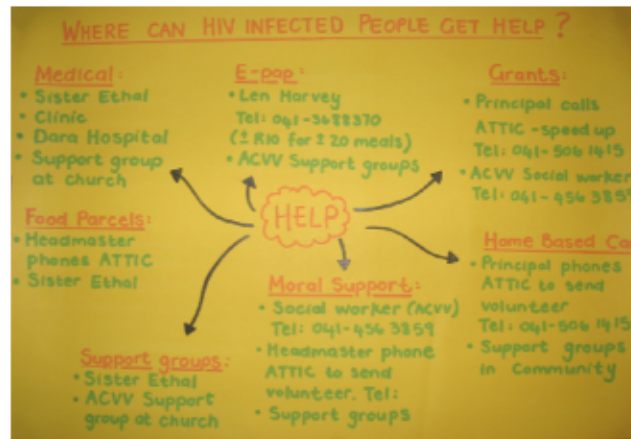 WHERE CAN HIV INFECTED PEOPLE GET HELP?
Medical:
• Sister Ethal
• Clinic
• Dara Hospital
• Support group
at church
E-pap:
• Len Harvey
Tel: 041-3688370
(± R10 for ± 20 meals)
• ACVV Support groups
Grants:
• Principal calls
ATTIC - speed up
Tel: 041-506 1415
• ACVV Social worker
Tel: 041-456 3859
HELP
Food Parcels:
• Headmaster
phones ATTIC
• Sister Ethal
Home Based Ca
• Principal phones
ATTIC to send
volunteer
Tel: 041-506 1415
• Support groups
in Community
Moral Support:
• Social worker (ACVV)
Tel: 041-456 3859
• Headmaster phone
ATTIC to send
volunteer. Tel:
• Support groups
Support groups:
• Sister Ethal
• ACVV Support
group at church